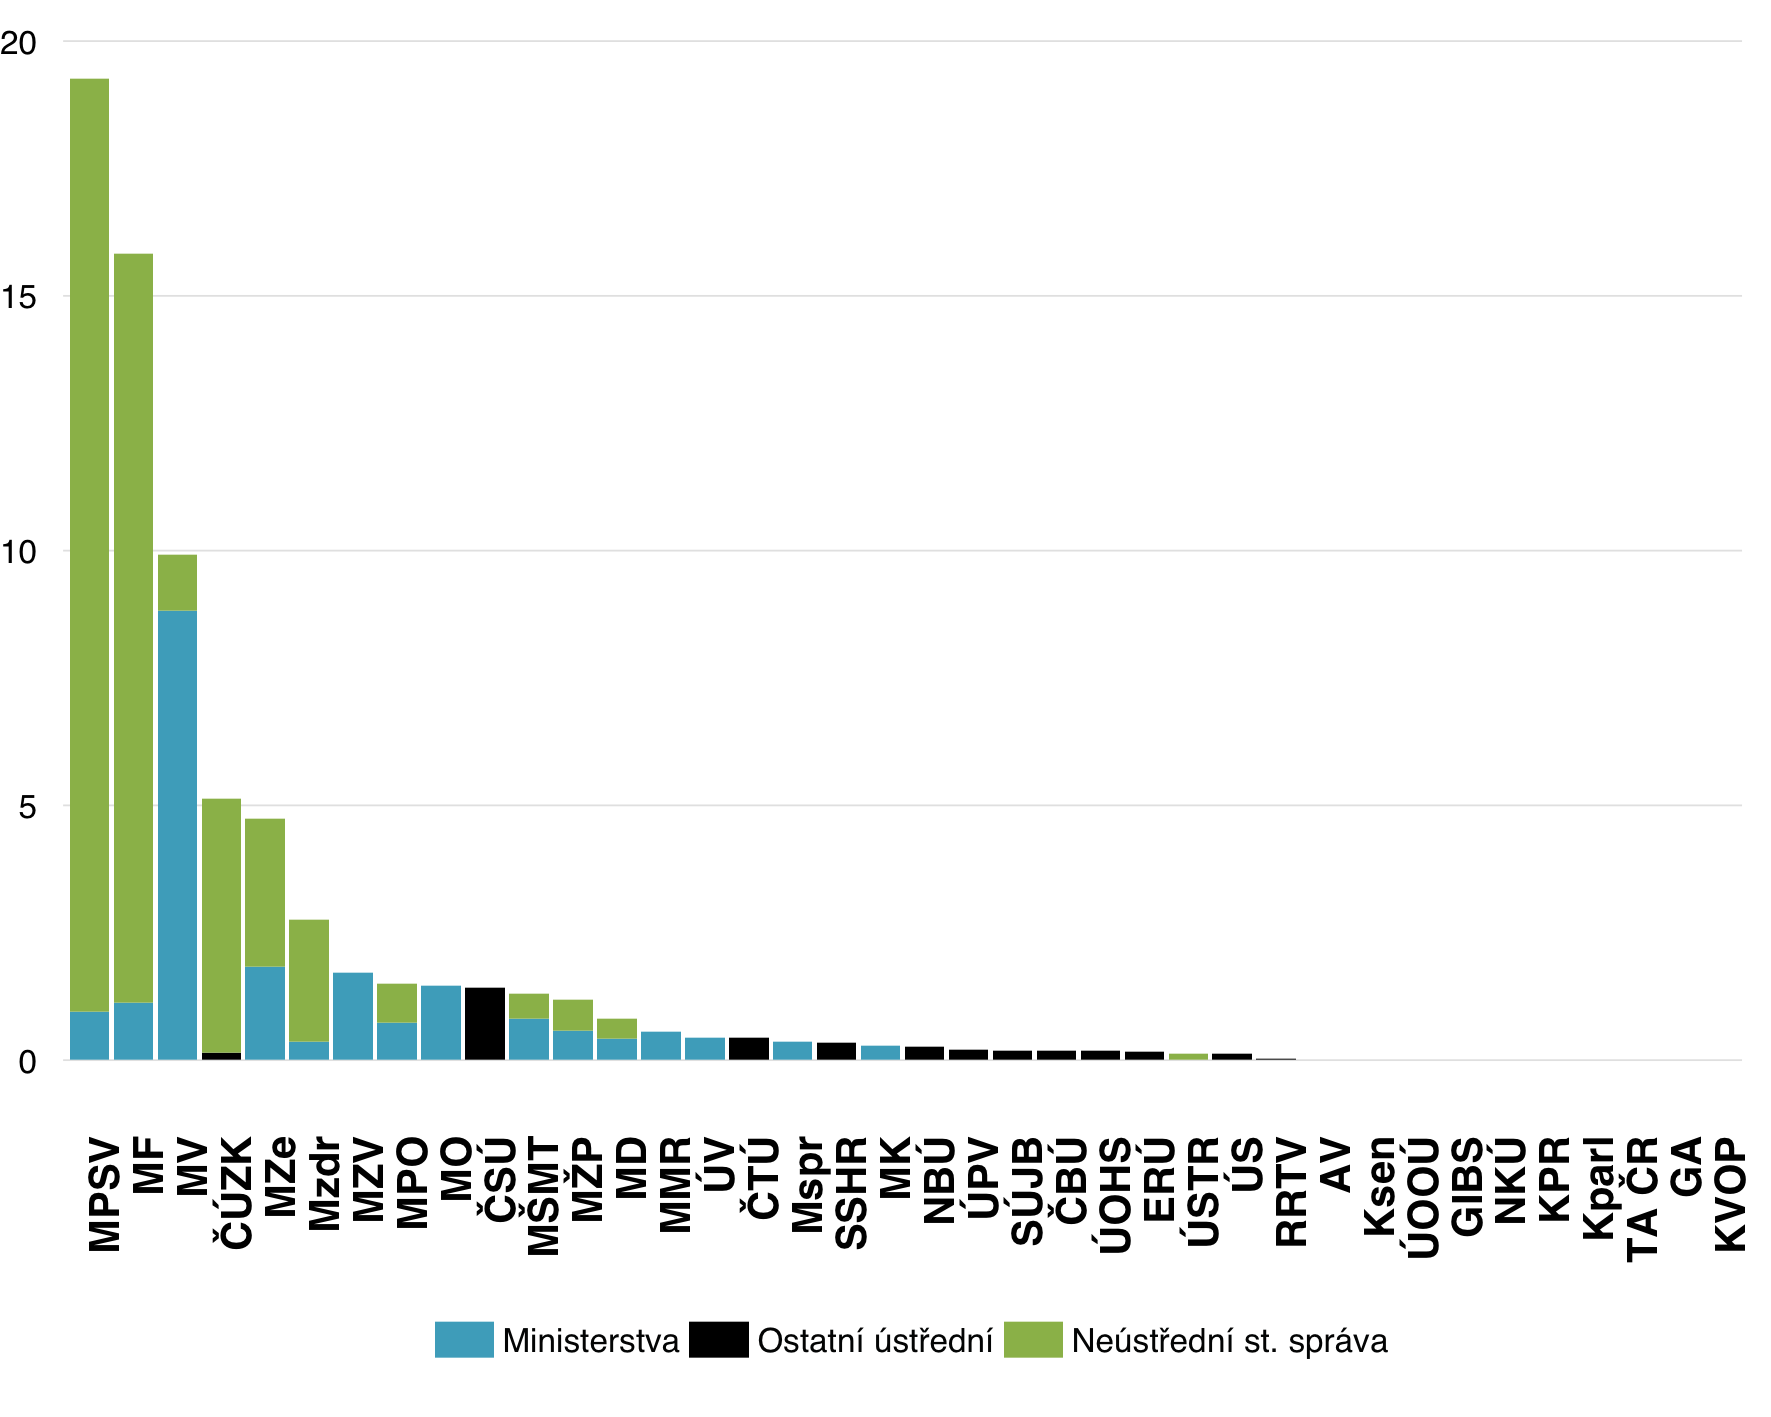 20
15
10
5
0
MPSV
MF
MV
ČÚZK
MZe
Mzdr
MZV
MPO
MO
ČSÚ
MŠMT
MŽP
MD
MMR
ÚV
ČTÚ
Mspr
SSHR
MK
NBÚ
ÚPV
SÚJB
ČBÚ
ÚOHS
ERÚ
ÚSTR
ÚS
RRTV
AV
Ksen
ÚOOÚ
GIBS
NKÚ
KPR
Kparl
TA ČR
GA
KVOP
Ministerstva
Ostatní ústřední
Neústřední st. správa